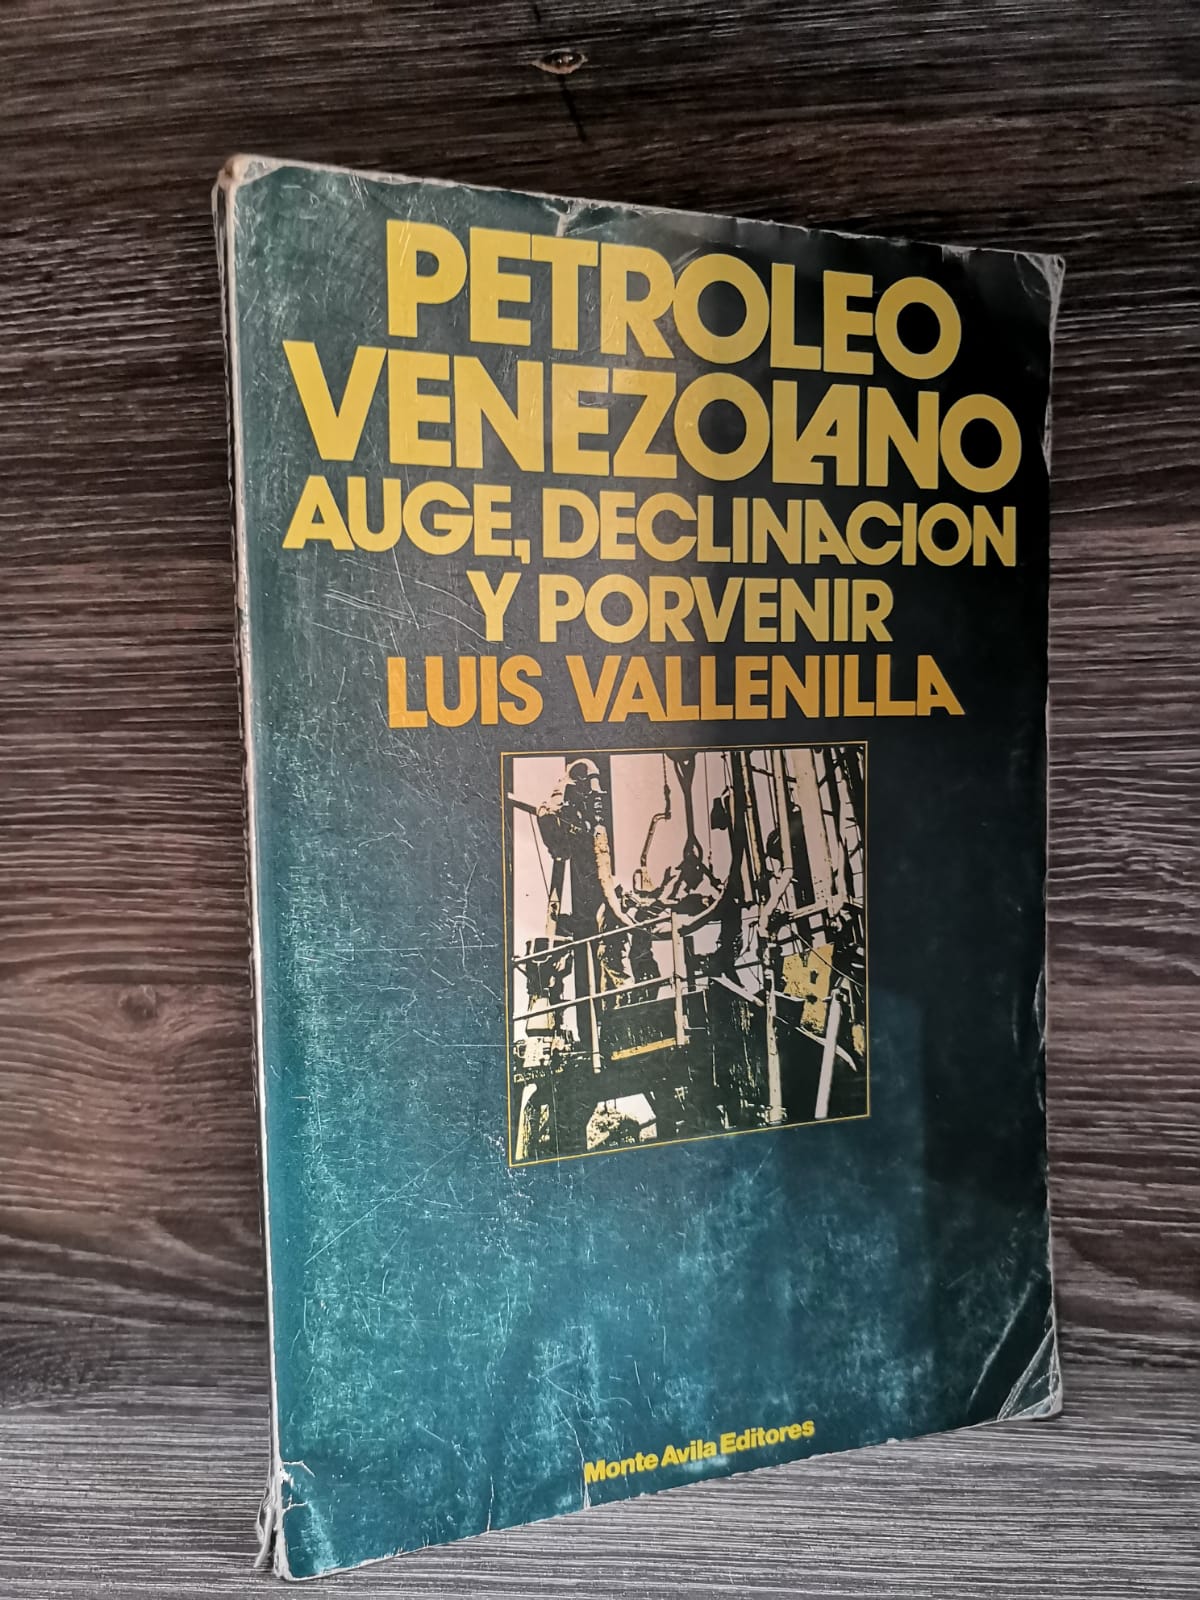 PETROLEO
VENEZOLANO
AUGE, DECLINACION
Y PORVENIR
LUIS VALLENILLA
Monte Avila Editores